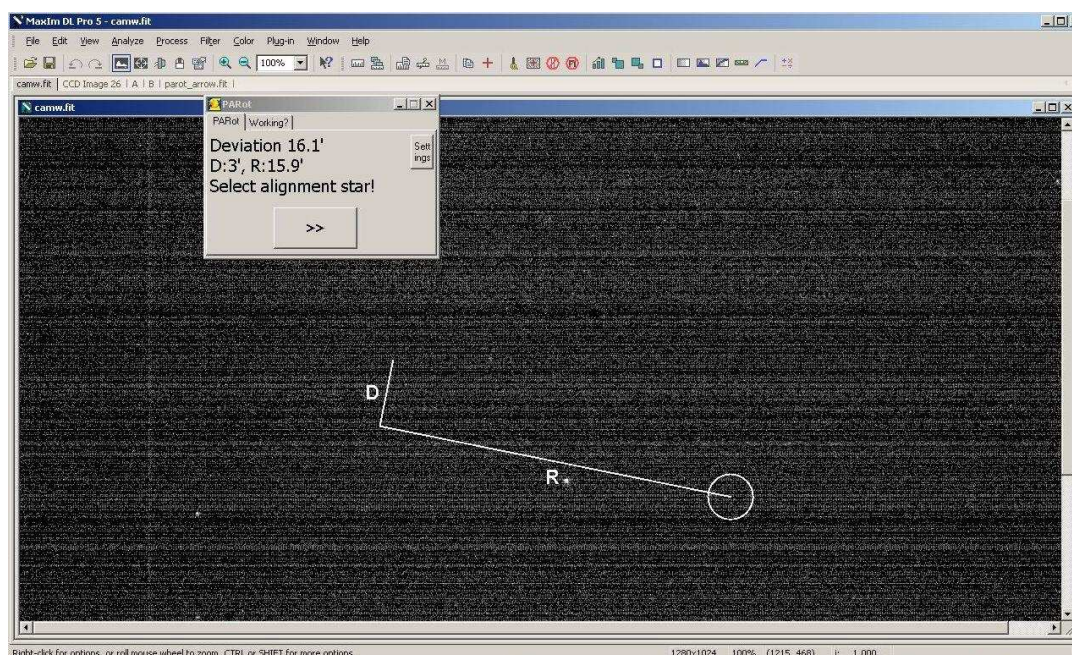 MaxIm DL Pro 5 - camw.fit
File Edit View Analyze Process Filter Color Plug-in Window Help
100%
camw.fit | CCD Image 26 | A | B | parot_arrow.fit |
camw.fit
PARot
PARot Working?
Deviation 16.1'
D:3', R:15.9'
Select alignment star!
Settings
>>
D
R
Right-click for options, or roll mouse wheel to zoom. CTRL or SHIFT for more options. 1280x1024 100% (1215, 468) i: 1.000